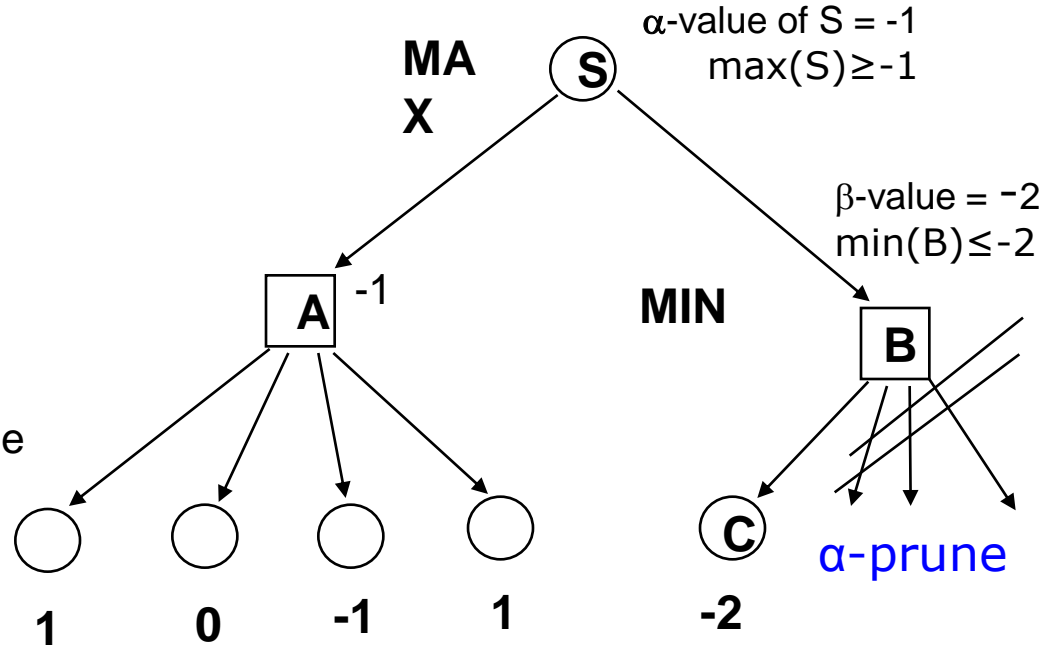 α-value of S = -1
max(S)≥-1
MA
X
S
β-value = -2
min(B)≤-2
A
-1
MIN
B
e
C
α-prune
1
0
-1
1
-2